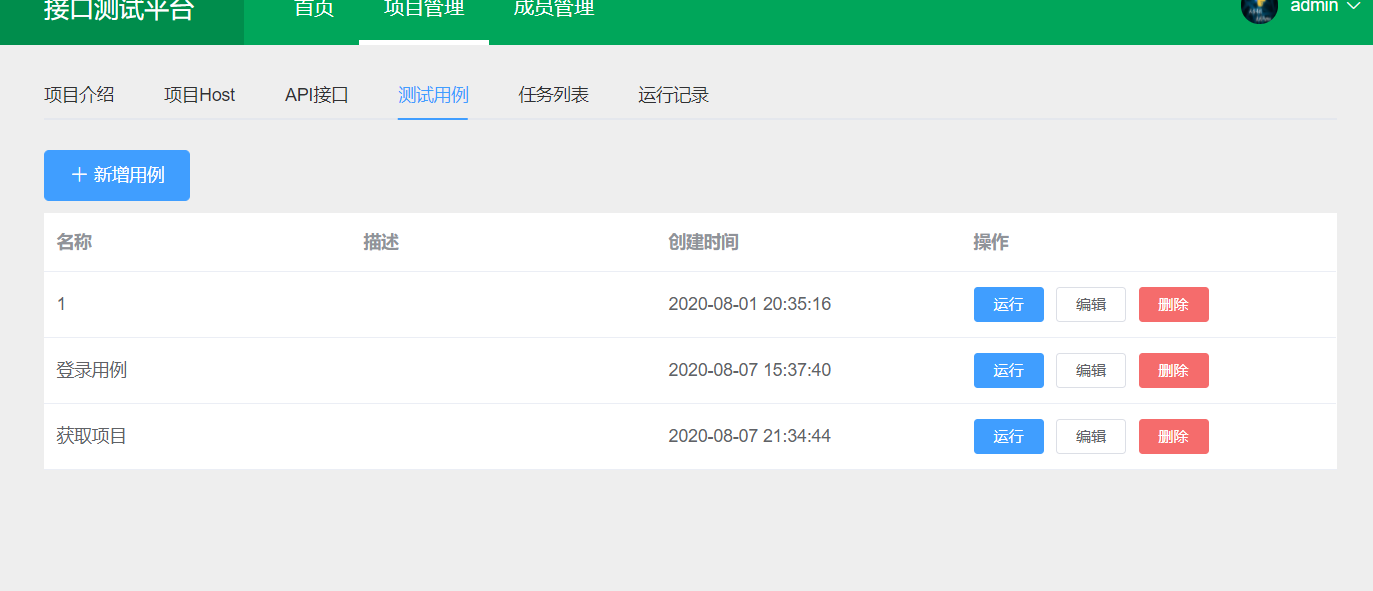 接口测试平台 首页 项目管理 成员管理 admin
项目介绍 项目Host API接口 测试用例 任务列表 运行记录
新增用例
名称 描述 创建时间 操作
1 2020-08-01 20:35:16 运行 编辑 删除
登录用例 2020-08-07 15:37:40 运行 编辑 删除
获取项目 2020-08-07 21:34:44 运行 编辑 删除